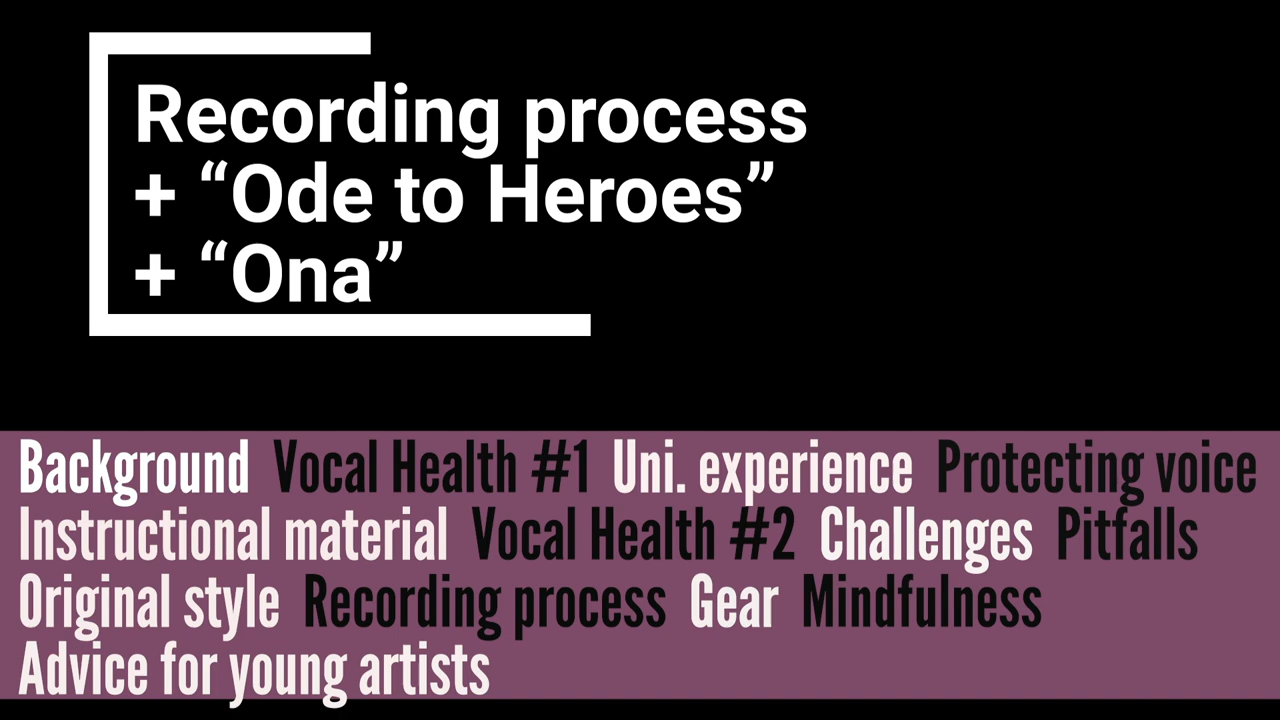 Recording process
+ “Ode to Heroes”
+ “Ona”
Background Vocal Health #1 Uni. experience Protecting voice
Instructional material Vocal Health #2 Challenges Pitfalls
Original style Recording process Gear Mindfulness
Advice for young artists